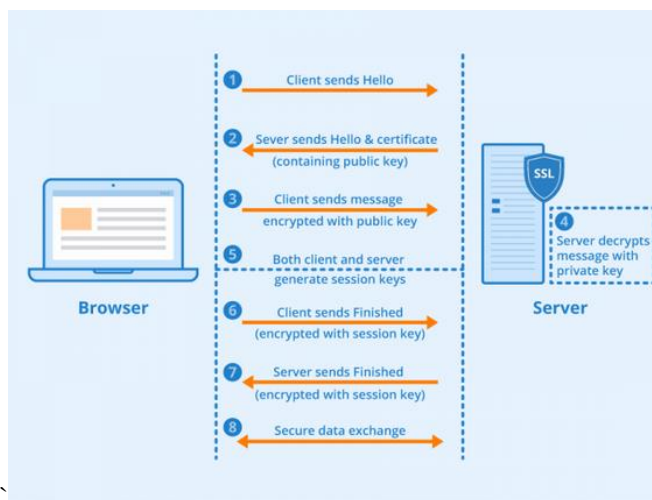 1 Client sends Hello
2 Sever sends Hello & certificate
(containing public key)
3 Client sends message
encrypted with public key
SSL
4
Server decrypts
message with
private key
5 Both client and server
generate session keys
Browser
Server
6 Client sends Finished
(encrypted with session key)
7 Server sends Finished
(encrypted with session key)
8 Secure data exchange